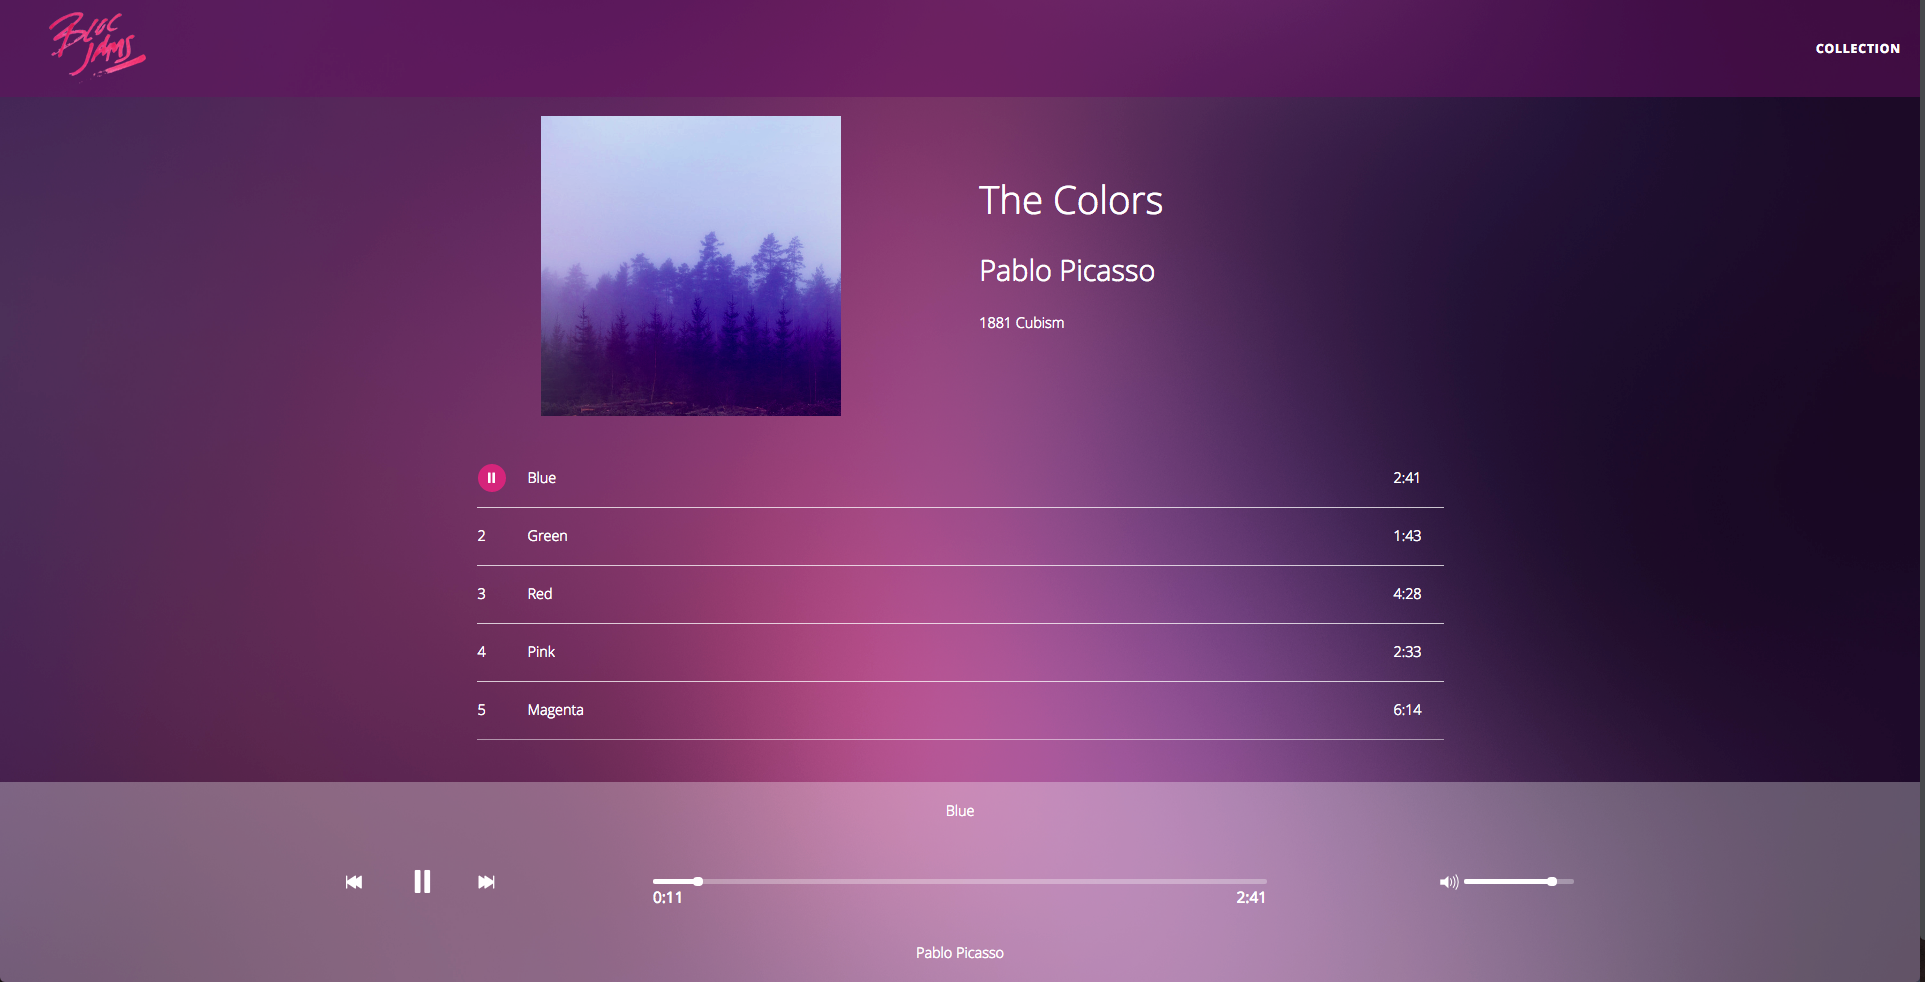 BLOC
JAMS
COLLECTION
The Colors
Pablo Picasso
1881 Cubism
Blue 2:41
2 Green 1:43
3 Red 4:28
4 Pink 2:33
5 Magenta 6:14
Blue
0:11 2:41
Pablo Picasso